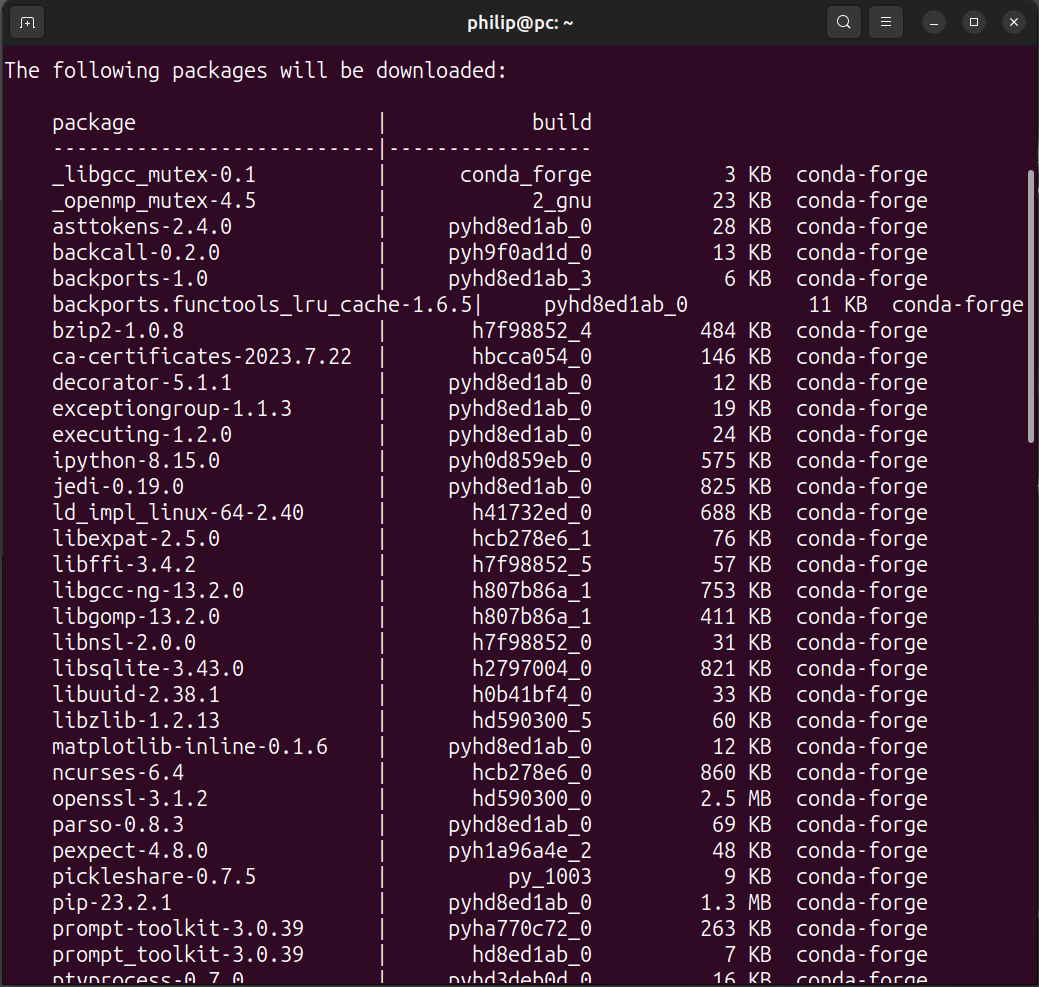 philip@pc: ~
The following packages will be downloaded:
package | build
---------------------------|-----------------
_libgcc_mutex-0.1 | conda_forge 3 KB conda-forge
_openmp_mutex-4.5 | 2_gnu 23 KB conda-forge
asttokens-2.4.0 | pyhd8ed1ab_0 28 KB conda-forge
backcall-0.2.0 | pyh9f0ad1d_0 13 KB conda-forge
backports-1.0 | pyhd8ed1ab_3 6 KB conda-forge
backports.functools_lru_cache-1.6.5| pyhd8ed1ab_0 11 KB conda-forge
bzip2-1.0.8 | h7f98852_4 484 KB conda-forge
ca-certificates-2023.7.22 | hbcca054_0 146 KB conda-forge
decorator-5.1.1 | pyhd8ed1ab_0 12 KB conda-forge
exceptiongroup-1.1.3 | pyhd8ed1ab_0 19 KB conda-forge
executing-1.2.0 | pyhd8ed1ab_0 24 KB conda-forge
ipython-8.15.0 | pyh0d859eb_0 575 KB conda-forge
jedi-0.19.0 | pyhd8ed1ab_0 825 KB conda-forge
ld_impl_linux-64-2.40 | h41732ed_0 688 KB conda-forge
libexpat-2.5.0 | hcb278e6_1 76 KB conda-forge
libffi-3.4.2 | h7f98852_5 57 KB conda-forge
libgcc-ng-13.2.0 | h807b86a_1 753 KB conda-forge
libgomp-13.2.0 | h807b86a_1 411 KB conda-forge
libnsl-2.0.0 | h7f98852_0 31 KB conda-forge
libsqlite-3.43.0 | h2797004_0 821 KB conda-forge
libuuid-2.38.1 | h0b41bf4_0 33 KB conda-forge
libzlib-1.2.13 | hd590300_5 60 KB conda-forge
matplotlib-inline-0.1.6 | pyhd8ed1ab_0 12 KB conda-forge
ncurses-6.4 | hcb278e6_0 860 KB conda-forge
openssl-3.1.2 | hd590300_0 2.5 MB conda-forge
parso-0.8.3 | pyhd8ed1ab_0 69 KB conda-forge
pexpect-4.8.0 | pyh1a96a4e_2 48 KB conda-forge
pickleshare-0.7.5 | py_1003 9 KB conda-forge
pip-23.2.1 | pyhd8ed1ab_0 1.3 MB conda-forge
prompt-toolkit-3.0.39 | pyha770c72_0 263 KB conda-forge
prompt_toolkit-3.0.39 | hd8ed1ab_0 7 KB conda-forge
ptyprocess-0.7.0 | pyhd3deb0d_0 16 KB conda-forge